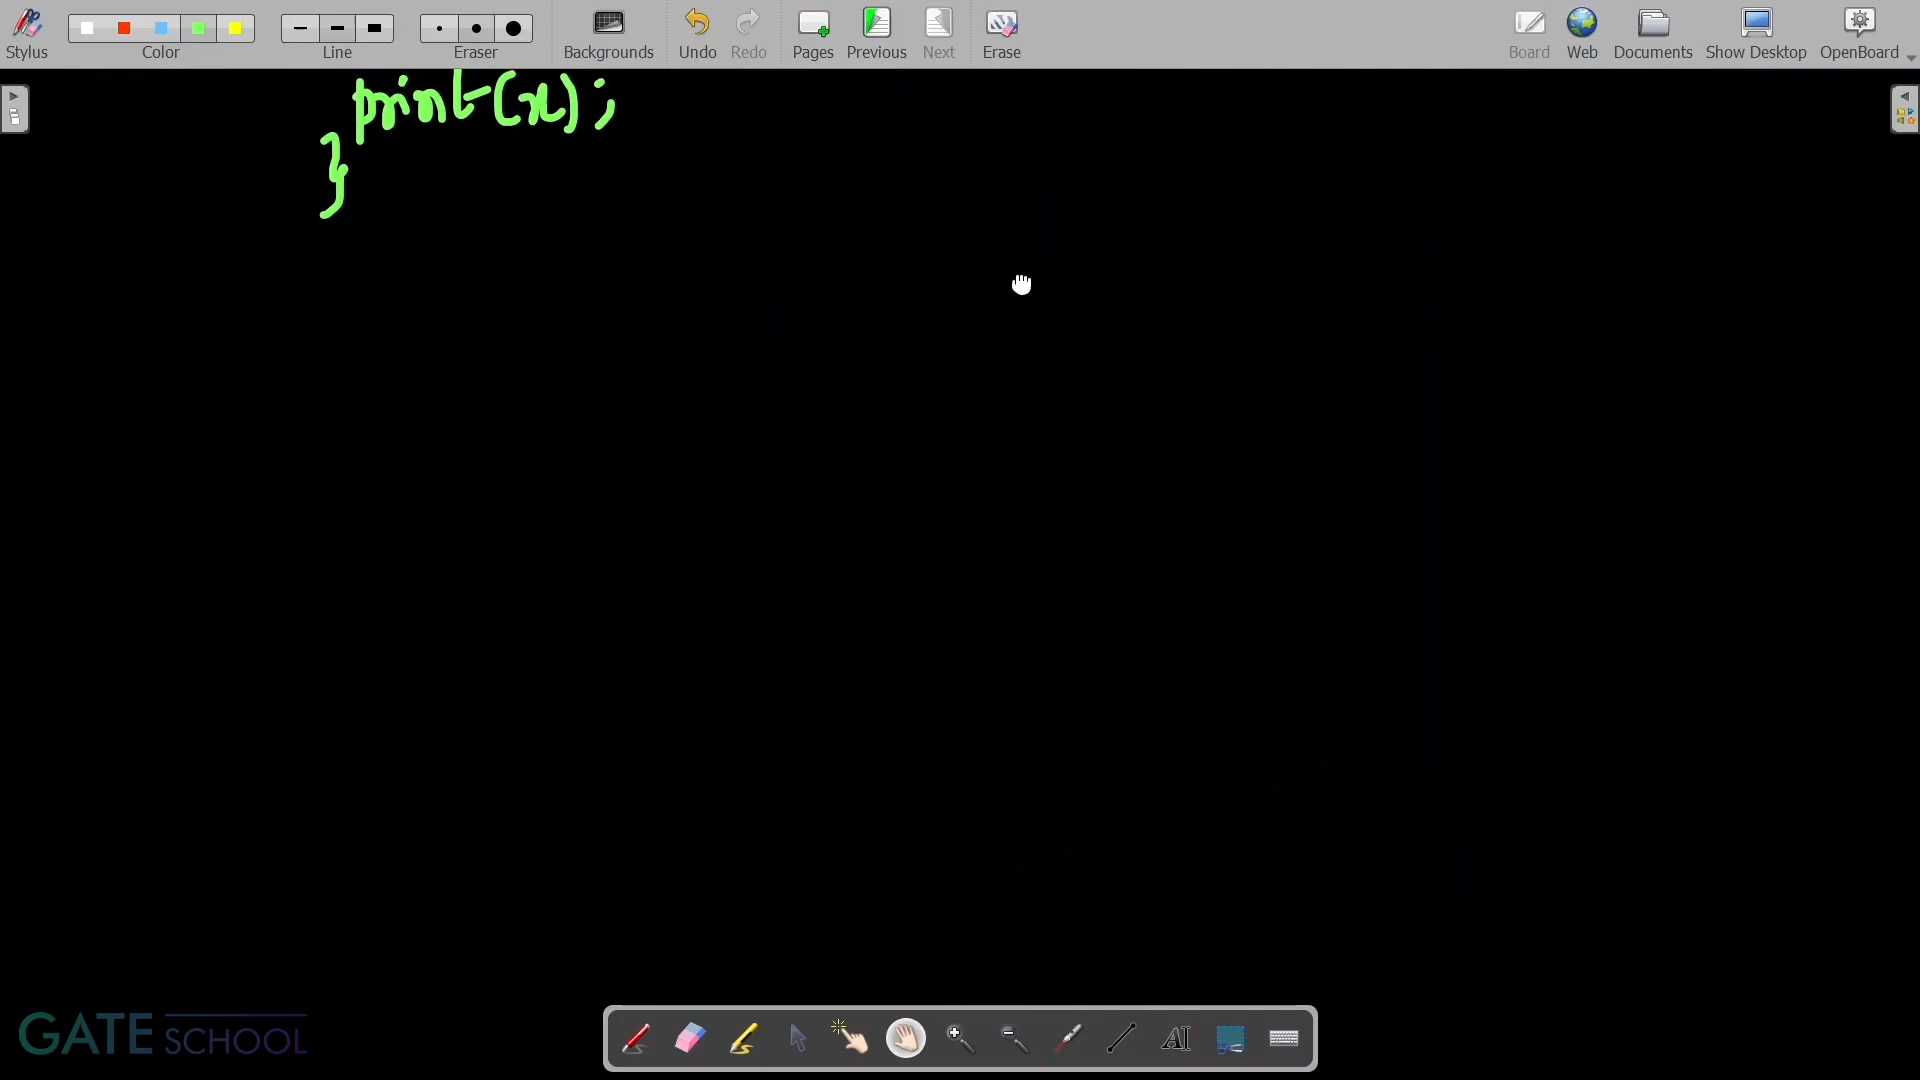 Stylus Color Line Eraser Backgrounds Undo Redo Pages Previous Next Erase Board Web Documents Show Desktop OpenBoard
print(x);
}
AI
GATE SCHOOL